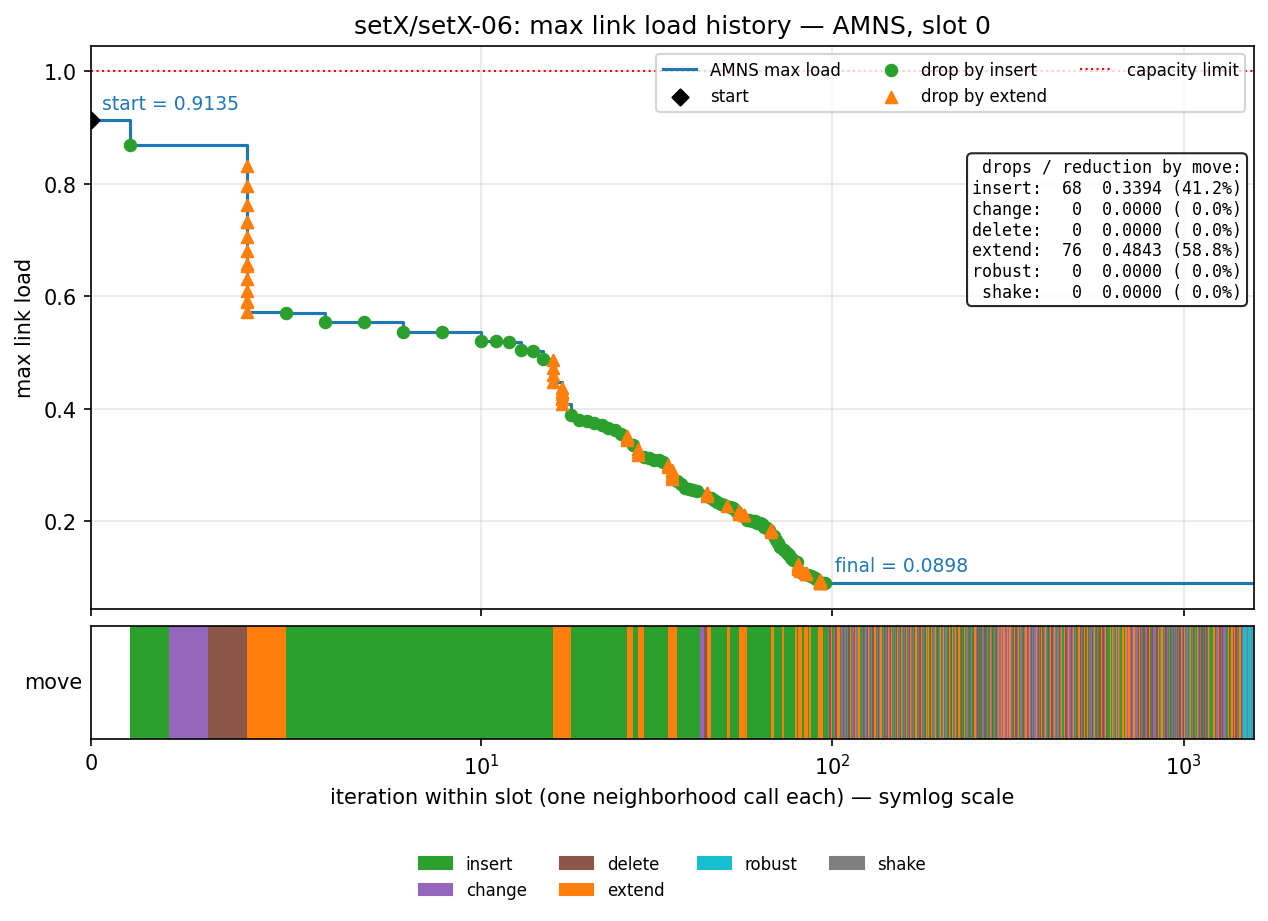 setX/setX-06: max link load history — AMNS, slot 0
max link load
1.0
0.8
0.6
0.4
0.2
start = 0.9135
final = 0.0898
AMNS max load
start
drop by insert
drop by extend
capacity limit
drops / reduction by move:
insert: 68 0.3394 (41.2%)
change: 0 0.0000 ( 0.0%)
delete: 0 0.0000 ( 0.0%)
extend: 76 0.4843 (58.8%)
robust: 0 0.0000 ( 0.0%)
shake: 0 0.0000 ( 0.0%)
move
0 10¹ 10² 10³
iteration within slot (one neighborhood call each) — symlog scale
insert delete robust shake
change extend